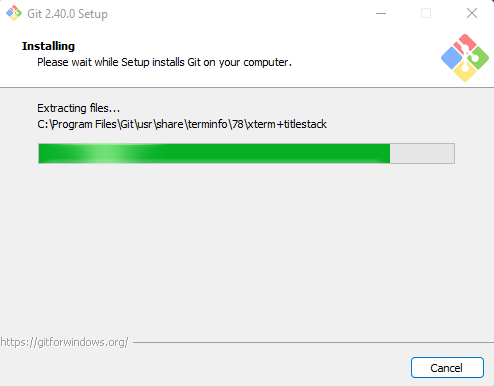 Git 2.40.0 Setup
Installing
Please wait while Setup installs Git on your computer.
Extracting files...
C:\Program Files\Git\usr\share\terminfo\78\xterm+titlestack
https://gitforwindows.org/
Cancel